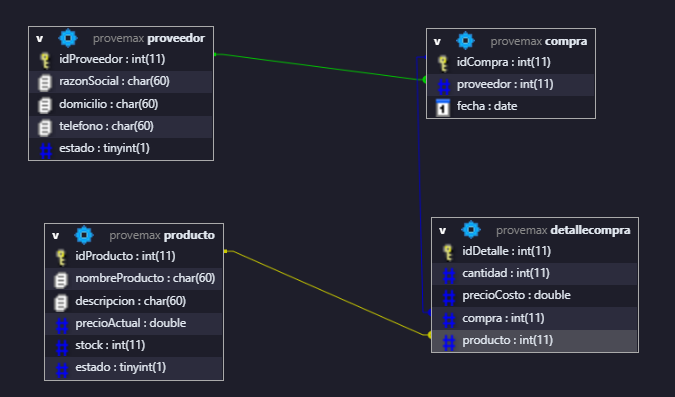 v provemax proveedor
idProveedor : int(11)
razonSocial : char(60)
domicilio : char(60)
telefono : char(60)
# estado : tinyint(1)
v provemax compra
idCompra : int(11)
# proveedor : int(11)
1 fecha : date
v provemax producto
idProducto : int(11)
nombreProducto : char(60)
descripcion : char(60)
# precioActual : double
# stock : int(11)
# estado : tinyint(1)
v provemax detallecompra
idDetalle : int(11)
# cantidad : int(11)
# precioCosto : double
# compra : int(11)
# producto : int(11)